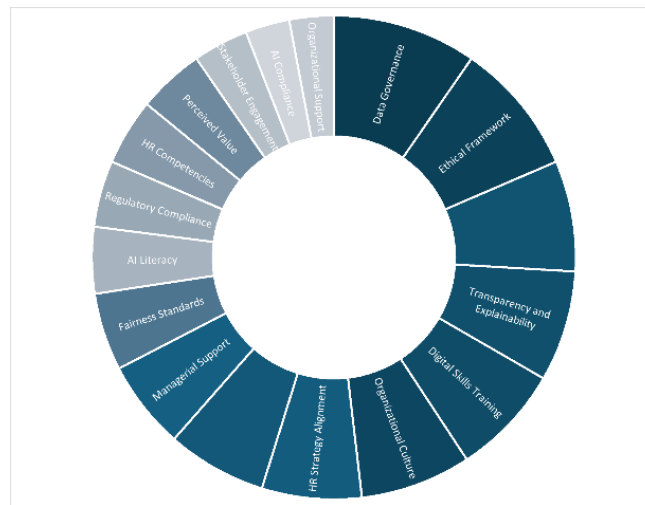 Data Governance
Ethical Framework
Transparency and
Explainability
Digital Skills Training
Organizational Culture
HR Strategy Alignment
Managerial Support
Fairness Standards
AI Literacy
Regulatory Compliance
HR Competencies
Perceived Value
Stakeholder Engagement
AI Compliance
Organizational Support